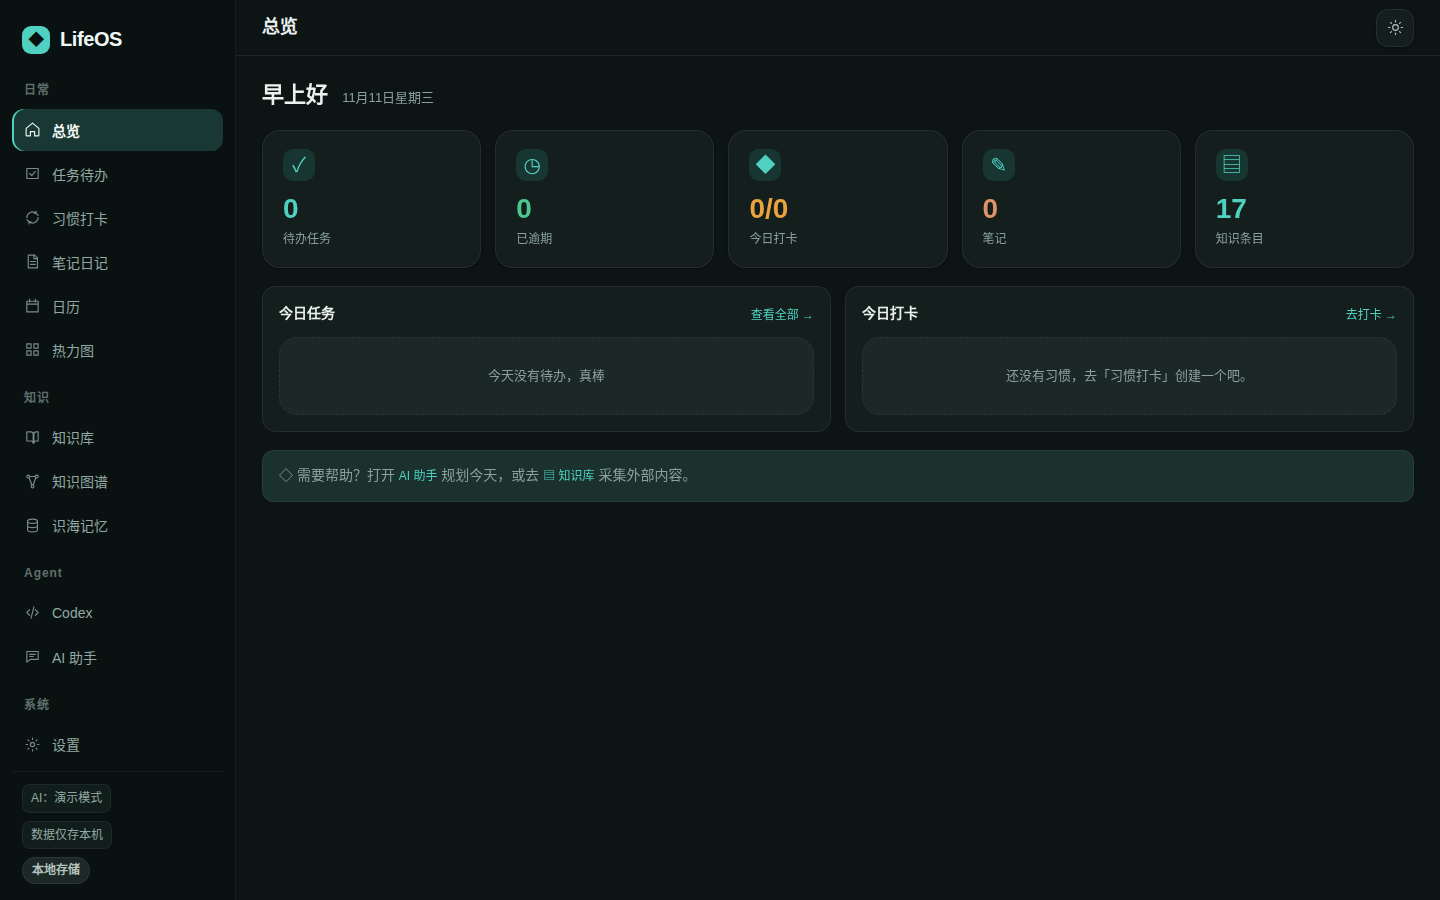 LifeOS
日常
总览
任务待办
习惯打卡
笔记日记
日历
热力图
知识
知识库
知识图谱
识海记忆
Agent
Codex
AI 助手
系统
设置
AI：演示模式
数据仅存本机
本地存储
总览
早上好 11月11日星期三
0
待办任务
0
已逾期
0/0
今日打卡
0
笔记
17
知识条目
今日任务 查看全部 →
今天没有待办，真棒
今日打卡 去打卡 →
还没有习惯，去「习惯打卡」创建一个吧。
◇ 需要帮助？打开 AI 助手 规划今天，或去 ▤ 知识库 采集外部内容。